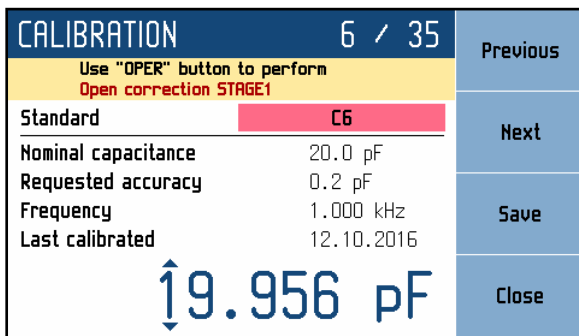 CALIBRATION 6 / 35
Use "OPER" button to perform
Open correction STAGE1
Standard C6
Nominal capacitance 20.0 pF
Requested accuracy 0.2 pF
Frequency 1.000 kHz
Last calibrated 12.10.2016
19.956 pF
Previous
Next
Save
Close